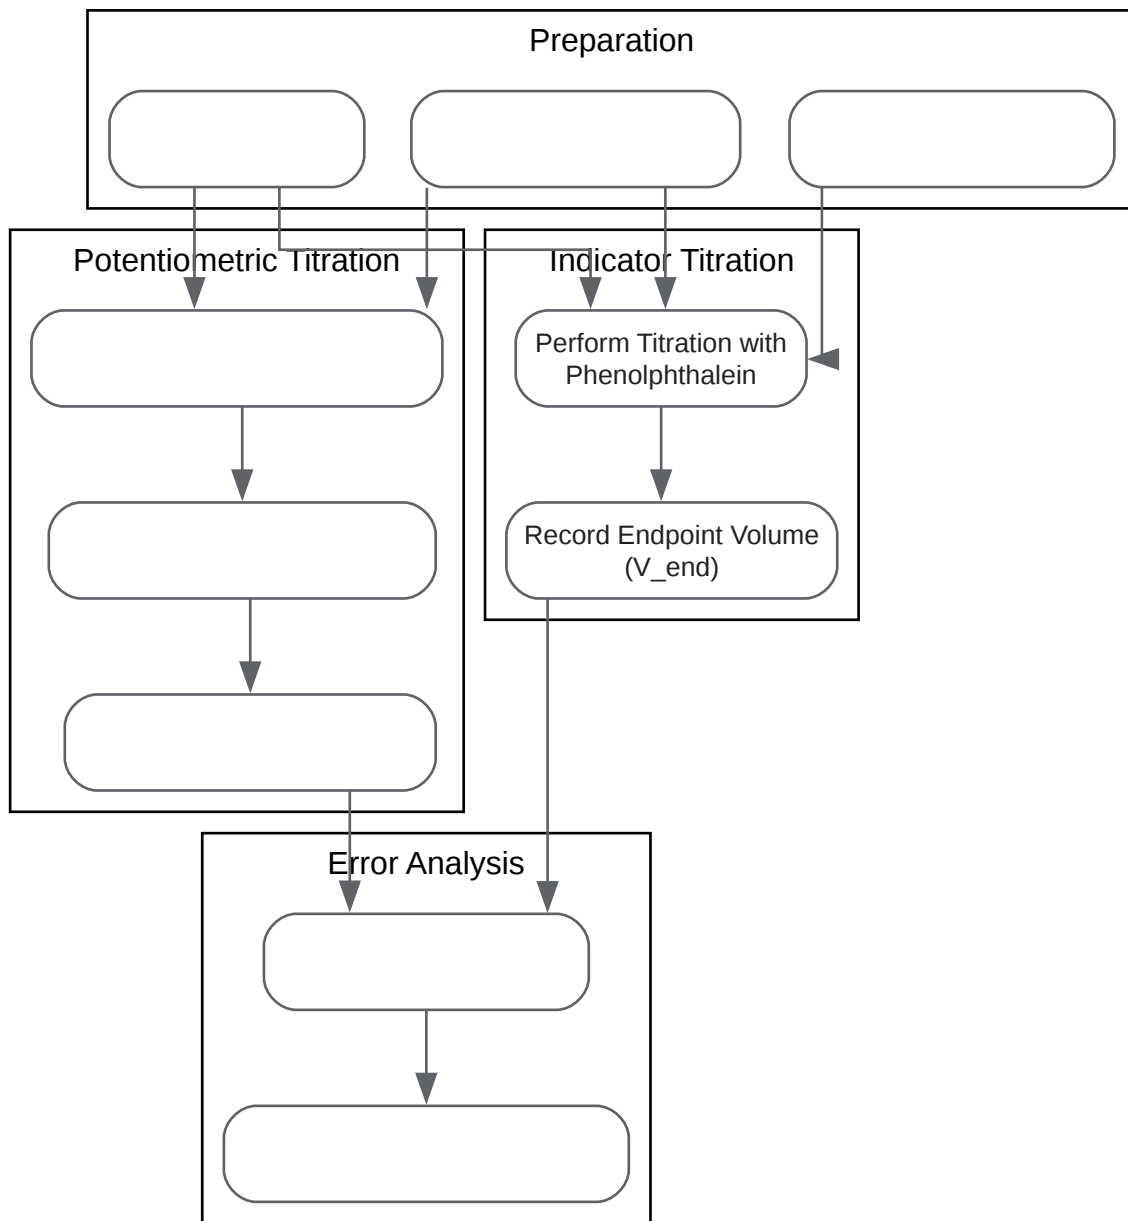 Preparation
Potentiometric Titration
Indicator Titration
Perform Titration with
Phenolphthalein
Record Endpoint Volume
(V_end)
Error Analysis